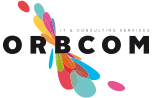 IT & CONSULTING SERVICES
ORBCOM